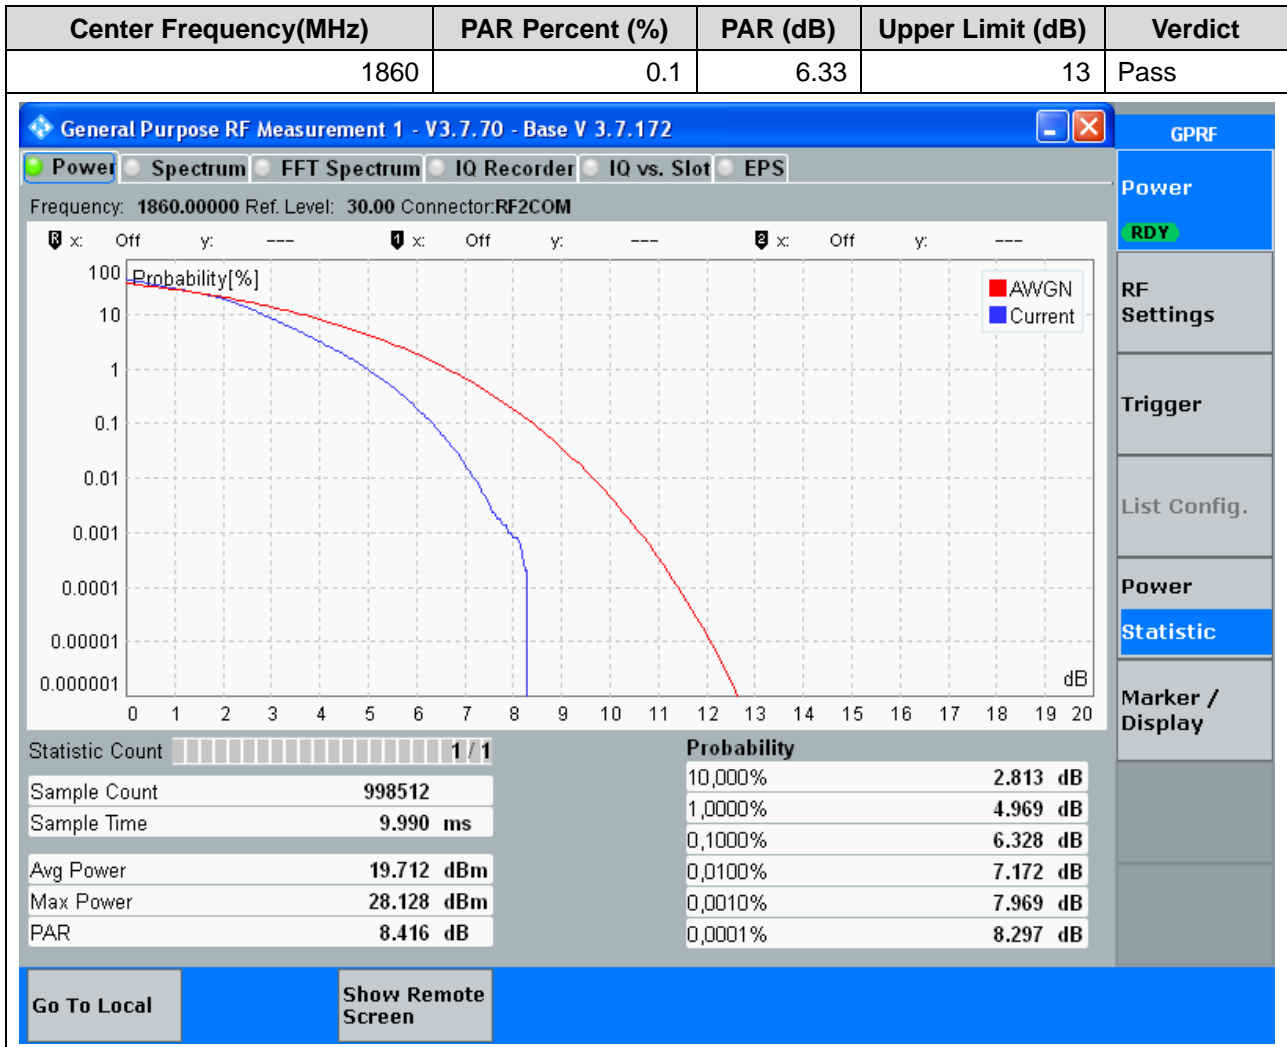 Center Frequency(MHz) PAR Percent (%) PAR (dB) Upper Limit (dB) Verdict
1860 0.1 6.33 13 Pass
General Purpose RF Measurement 1 - V3.7.70 - Base V 3.7.172
GPRF
Power Spectrum FFT Spectrum IQ Recorder IQ vs. Slot EPS
Power
RDY
Frequency: 1860.00000 Ref. Level: 30.00 Connector:RF2COM
R x: Off y: --- 1 x: Off y: --- 2 x: Off y: ---
Probability[%]
100
10
1
0.1
0.01
0.001
0.0001
0.00001
0.000001
AWGN
Current
dB
0 1 2 3 4 5 6 7 8 9 10 11 12 13 14 15 16 17 18 19 20
RF
Settings
Trigger
List Config.
Power
Statistic
Marker /
Display
Statistic Count 1 / 1
Sample Count 998512
Sample Time 9.990 ms
Avg Power 19.712 dBm
Max Power 28.128 dBm
PAR 8.416 dB
Probability
10,000% 2.813 dB
1,0000% 4.969 dB
0,1000% 6.328 dB
0,0100% 7.172 dB
0,0010% 7.969 dB
0,0001% 8.297 dB
Go To Local
Show Remote
Screen